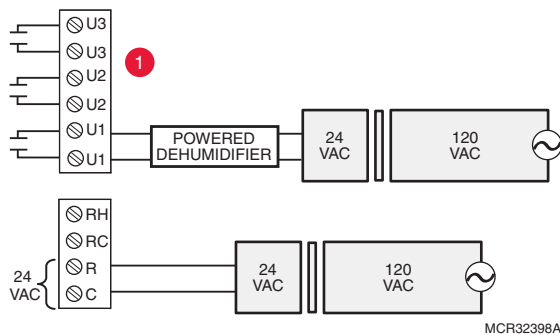 U3
U3
1
U2
U2
U1
U1
POWERED
DEHUMIDIFIER
24
VAC
120
VAC
RH
RC
R
C
24
VAC
24
VAC
120
VAC
MCR32398A